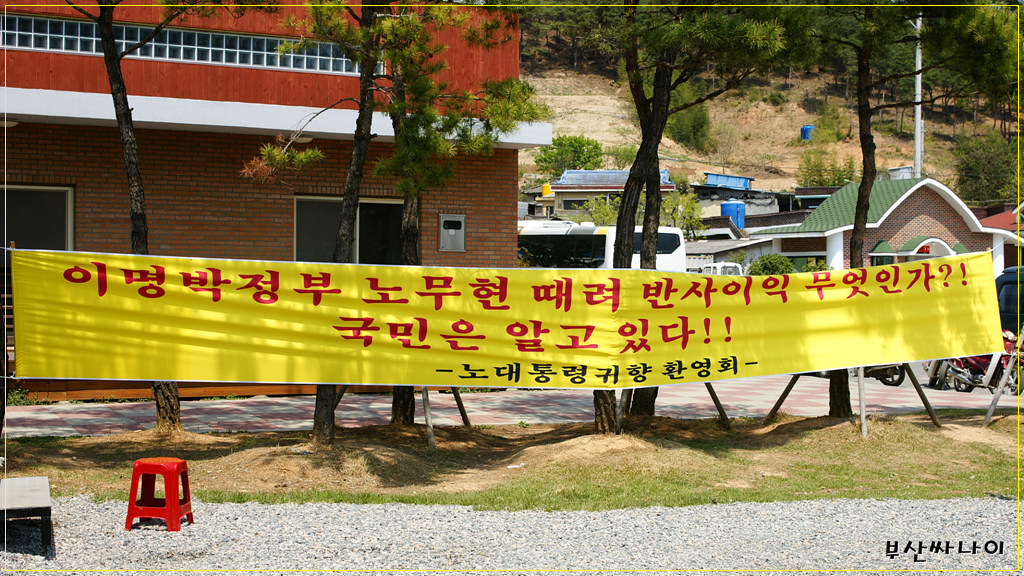 이명박정부 노무현 때려 반사이익 무엇인가?!
국민은 알고 있다!!
-노대통령귀향 환영회-
부산싸나이